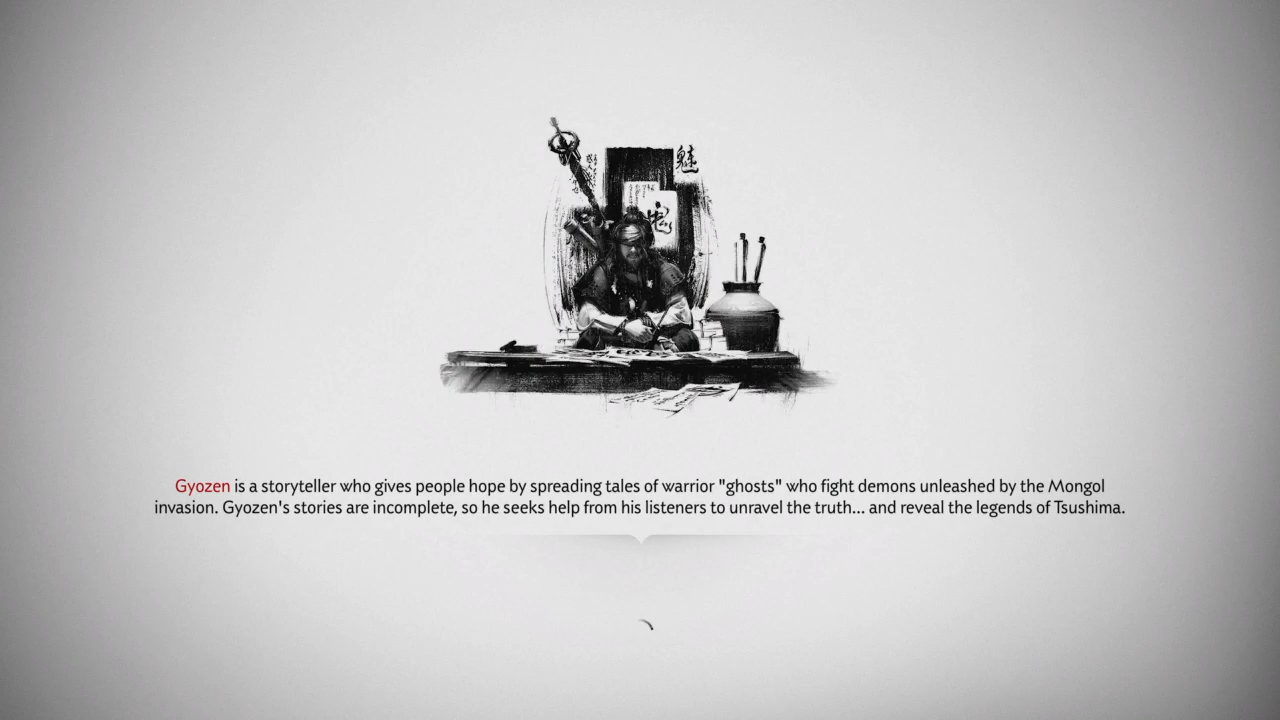 魅
Gyozen is a storyteller who gives people hope by spreading tales of warrior "ghosts" who fight demons unleashed by the Mongol
invasion. Gyozen's stories are incomplete, so he seeks help from his listeners to unravel the truth... and reveal the legends of Tsushima.